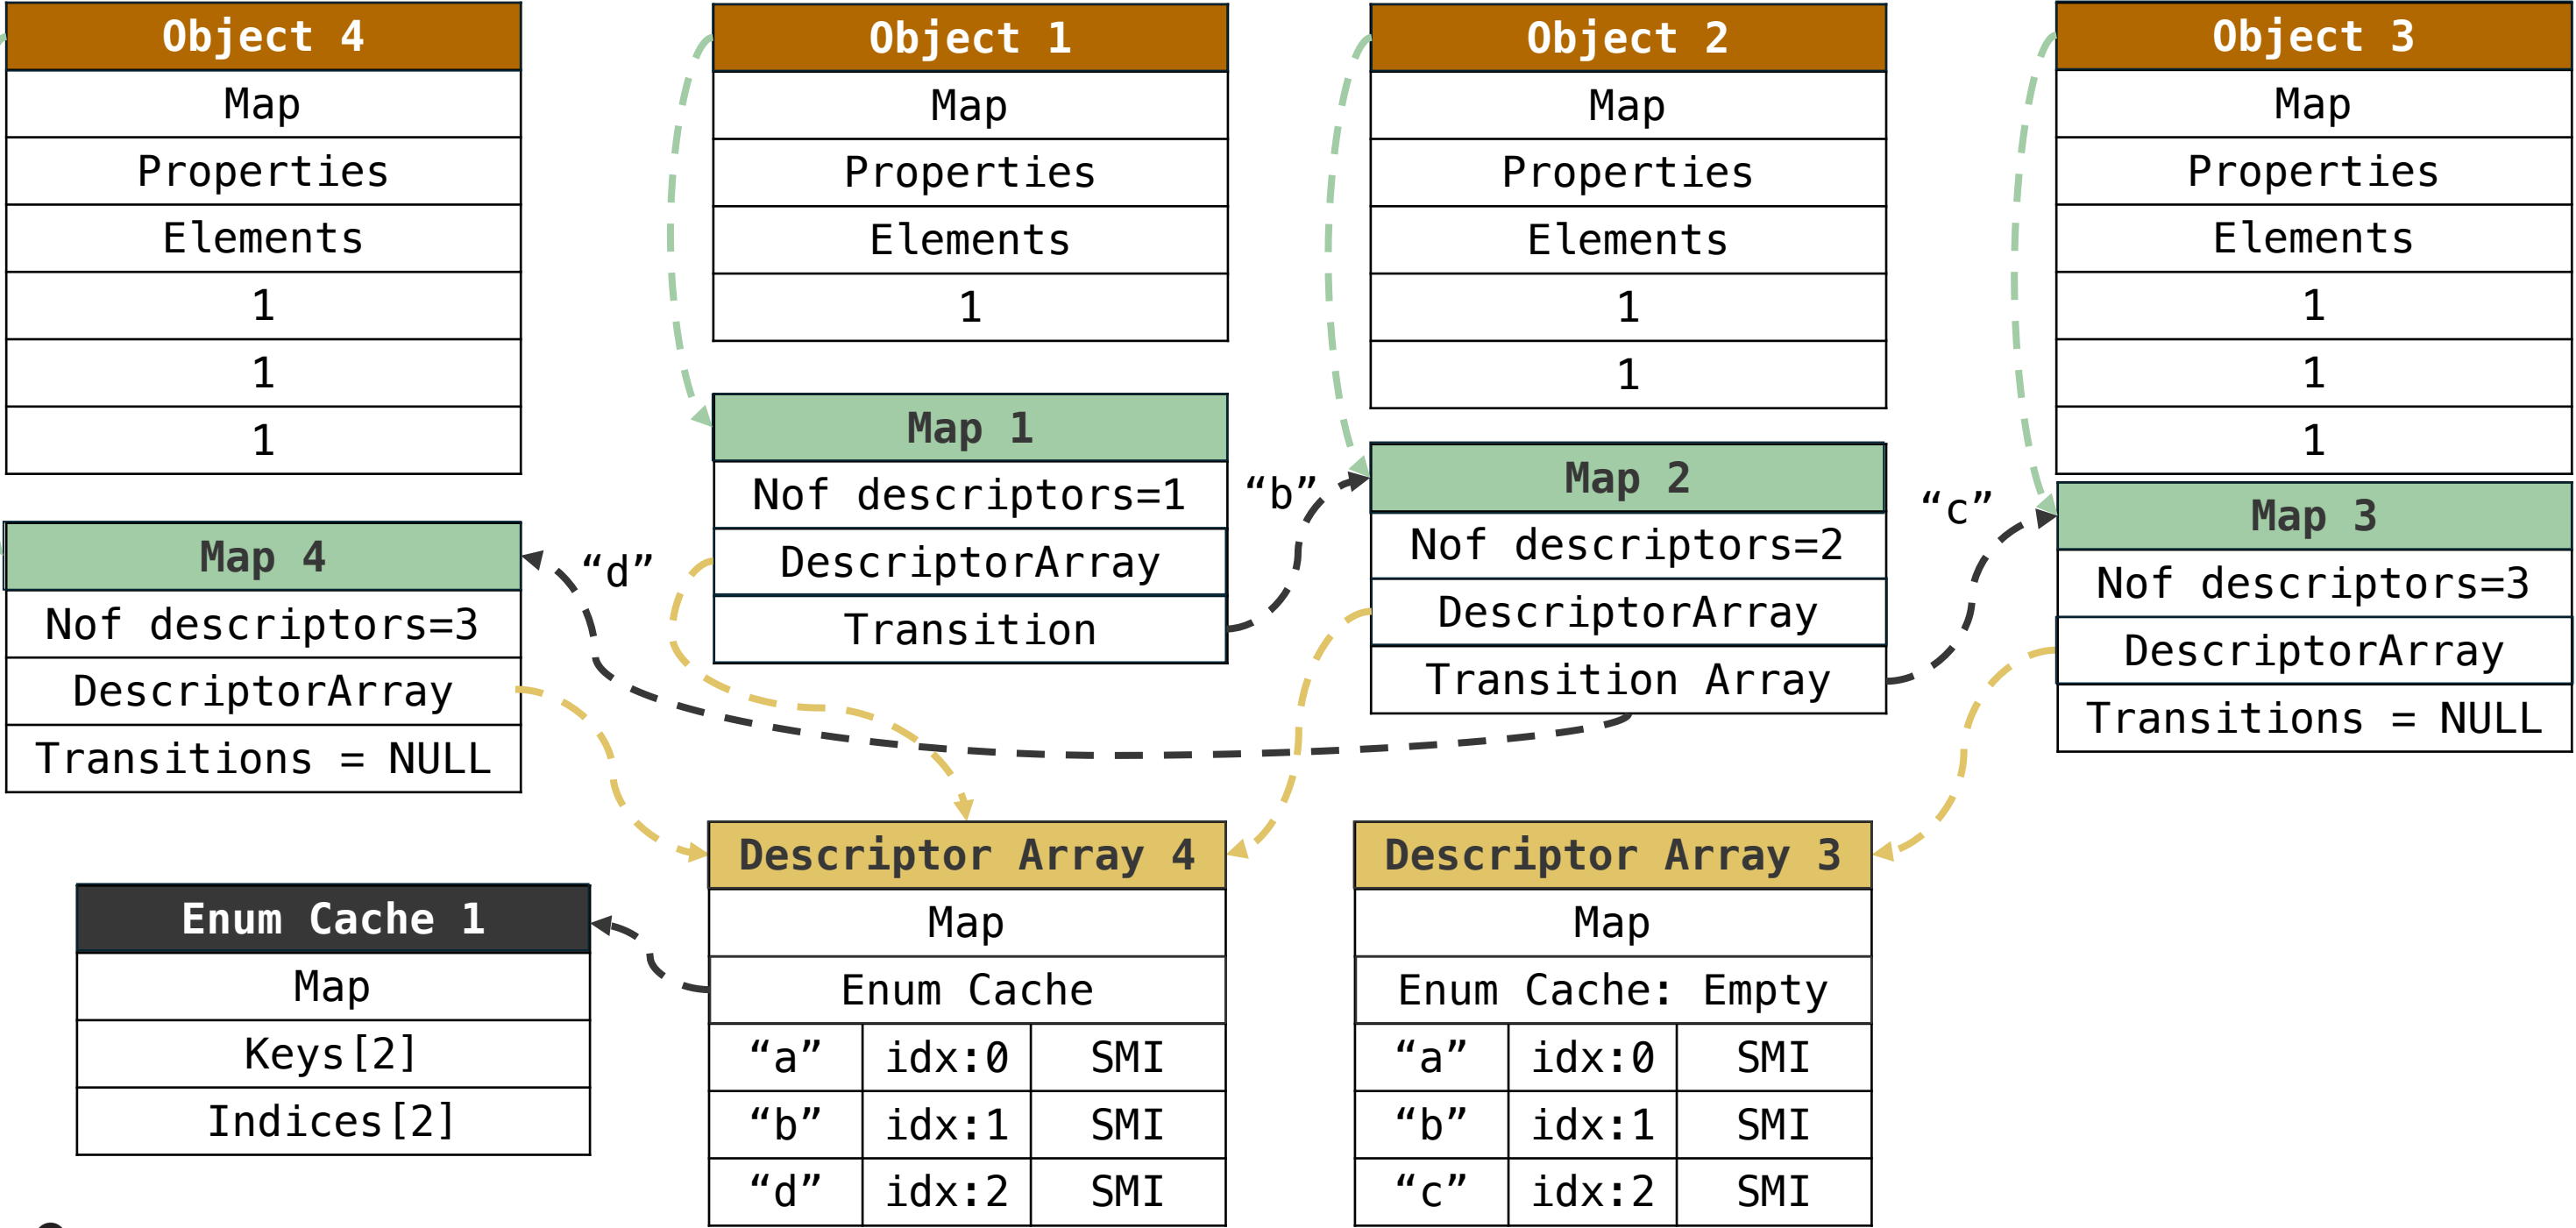 Object 4
Map
Properties
Elements
1
1
1
Object 1
Map
Properties
Elements
1
Object 2
Map
Properties
Elements
1
1
Object 3
Map
Properties
Elements
1
1
1
Map 4
Nof descriptors=3
DescriptorArray
Transitions = NULL
“d”
Map 1
Nof descriptors=1
DescriptorArray
Transition
“b”
Map 2
Nof descriptors=2
DescriptorArray
Transition Array
“c”
Map 3
Nof descriptors=3
DescriptorArray
Transitions = NULL
Enum Cache 1
Map
Keys[2]
Indices[2]
Descriptor Array 4
Map
Enum Cache
“a” idx:0 SMI
“b” idx:1 SMI
“d” idx:2 SMI
Descriptor Array 3
Map
Enum Cache: Empty
“a” idx:0 SMI
“b” idx:1 SMI
“c” idx:2 SMI